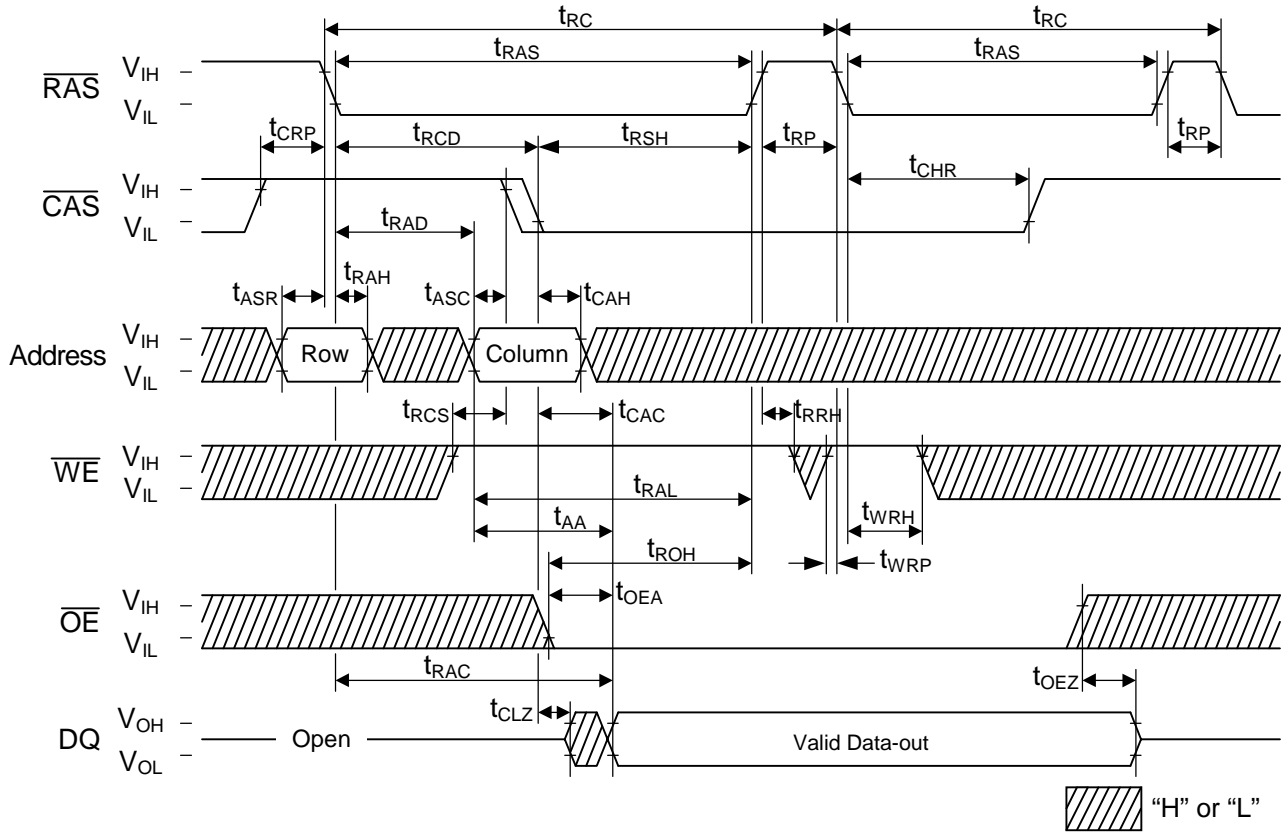 tRC tRC
tRAS tRAS
RAS VIH
VIL
tCRP tRCD tRSH tRP tRP
tCHR
CAS VIH
VIL
tRAD
tASR tRAH tASC tCAH
Address VIH
VIL
Row Column
tRCS tCAC tRRH
WE VIH
VIL
tRAL
tAA tWRH
tROH tWRP
tOEA
OE VIH
VIL
tRAC tOEZ
tCLZ
DQ VOH
VOL
Open Valid Data-out
“H” or “L”